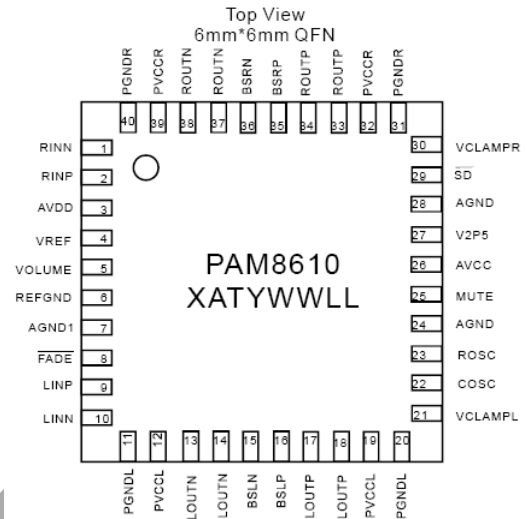 Top View
6mm*6mm QFN
PGNDR
PVCCR
ROUTN
ROUTN
BSRN
BSRP
ROUTP
ROUTP
PVCCR
PGNDR
40
39
38
37
36
35
34
33
32
31
RINN 1
RINP 2
AVDD 3
VREF 4
VOLUME 5
REFGND 6
AGND1 7
FADE 8
LINP 9
LINN 10
PAM8610
XATYWWLL
30 VCLAMPR
29 SD
28 AGND
27 V2P5
26 AVCC
25 MUTE
24 AGND
23 ROSC
22 COSC
21 VCLAMPL
11
12
13
14
15
16
17
18
19
20
PGNDL
PVCCL
LOUTN
LOUTN
BSLN
BSLP
LOUTP
LOUTP
PVCCL
PGNDL